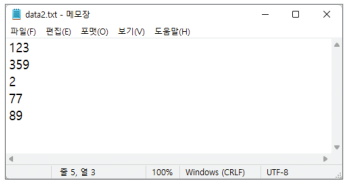 data2.txt - 메모장
파일(F) 편집(E) 포맷(O) 보기(V) 도움말(H)
123
359
2
77
89
줄 5, 열 3 100% Windows (CRLF) UTF-8